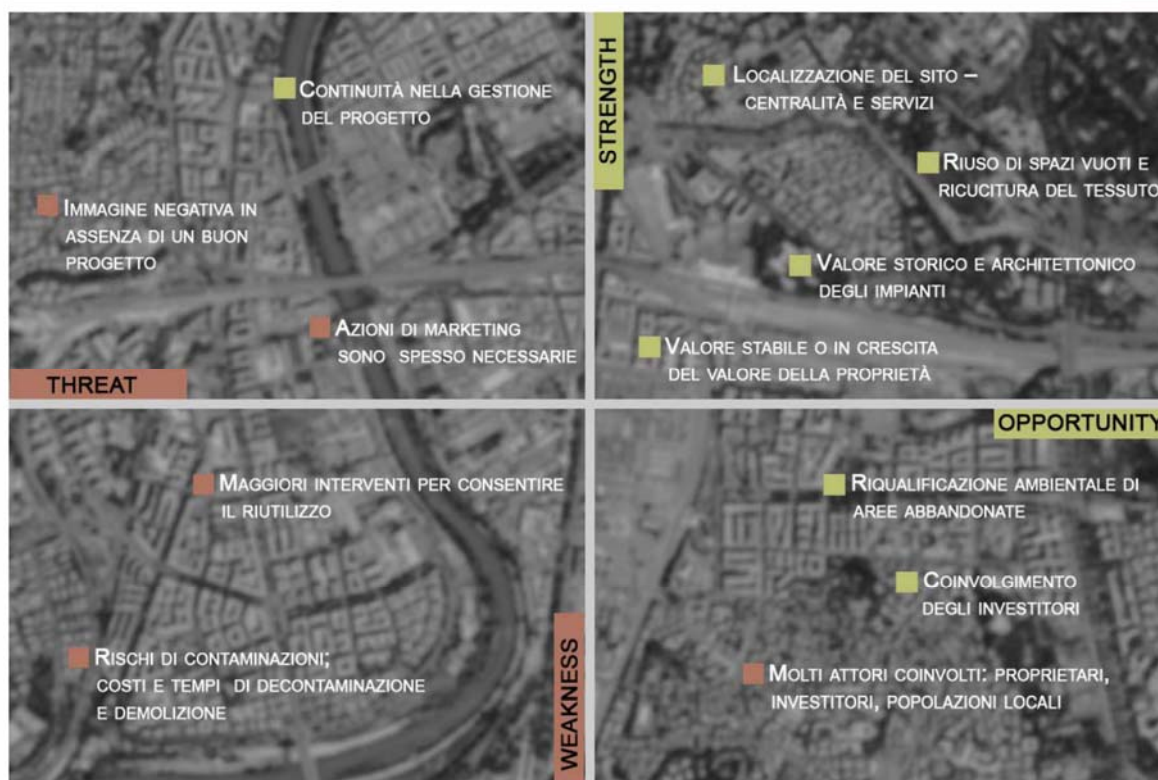 CONTINUITÀ NELLA GESTIONE
DEL PROGETTO
IMMAGINE NEGATIVA IN
ASSENZA DI UN BUON
PROGETTO
AZIONI DI MARKETING
SONO SPESSO NECESSARIE
THREAT
STRENGTH
LOCALIZZAZIONE DEL SITO –
CENTRALITÀ E SERVIZI
RIUSO DI SPAZI VUOTI E
RICUCITURA DEL TESSUTO
VALORE STORICO E ARCHITETTONICO
DEGLI IMPIANTI
VALORE STABILE O IN CRESCITA
DEL VALORE DELLA PROPRIETÀ
MAGGIORI INTERVENTI PER CONSENTIRE
IL RIUTILIZZO
RISCHI DI CONTAMINAZIONI;
COSTI E TEMPI DI DECONTAMINAZIONE
E DEMOLIZIONE
WEAKNESS
OPPORTUNITY
RIQUALIFICAZIONE AMBIENTALE DI
AREE ABBANDONATE
COINVOLGIMENTO
DEGLI INVESTITORI
MOLTI ATTORI COINVOLTI: PROPRIETARI,
INVESTITORI, POPOLAZIONI LOCALI